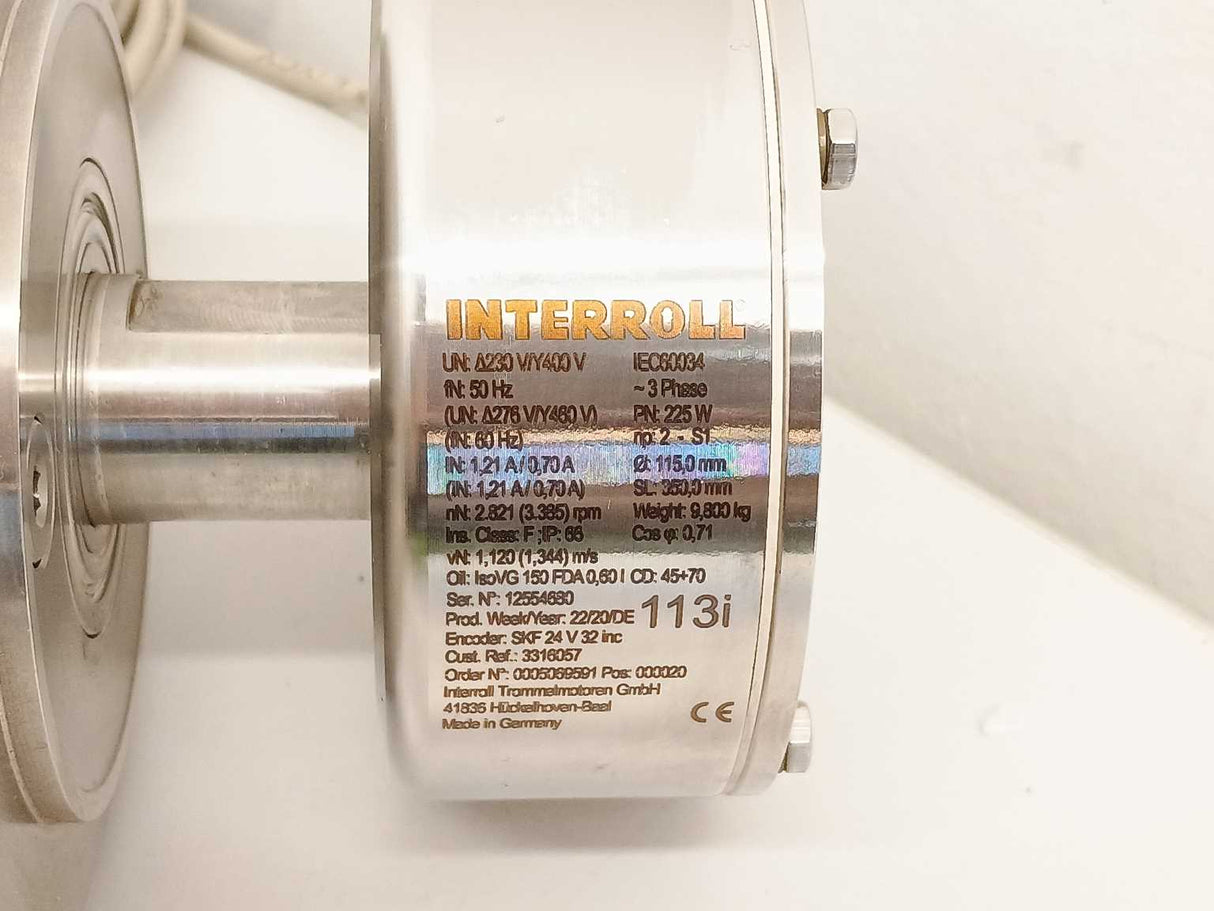 INTERROLL
UN: Δ230 V/Y400 V IEC60034
fN: 50 Hz ~ 3 Phase
(UN: Δ276 V/Y460 V) PN: 225 W
(fN: 60 Hz) np: 2 - S1
IN: 1,21 A / 0,70 A Ø: 115,0 mm
(IN: 1,21 A / 0,70 A) SL: 350,0 mm
nN: 2.821 (3.385) rpm Weight: 9,800 kg
Ins. Class: F ;IP: 66 Cos φ: 0,71
vN: 1,120 (1,344) m/s
Oil: IsoVG 150 FDA 0,60 l CD: 45+70
Ser. N°: 12554680
Prod. Week/Year: 22/20/DE 113i
Encoder: SKF 24 V 32 inc
Cust. Ref.: 3316057
Order N°: 0005069591 Pos: 000020
Interroll Trommelmotoren GmbH
41836 Hückelhoven-Baal
Made in Germany CE